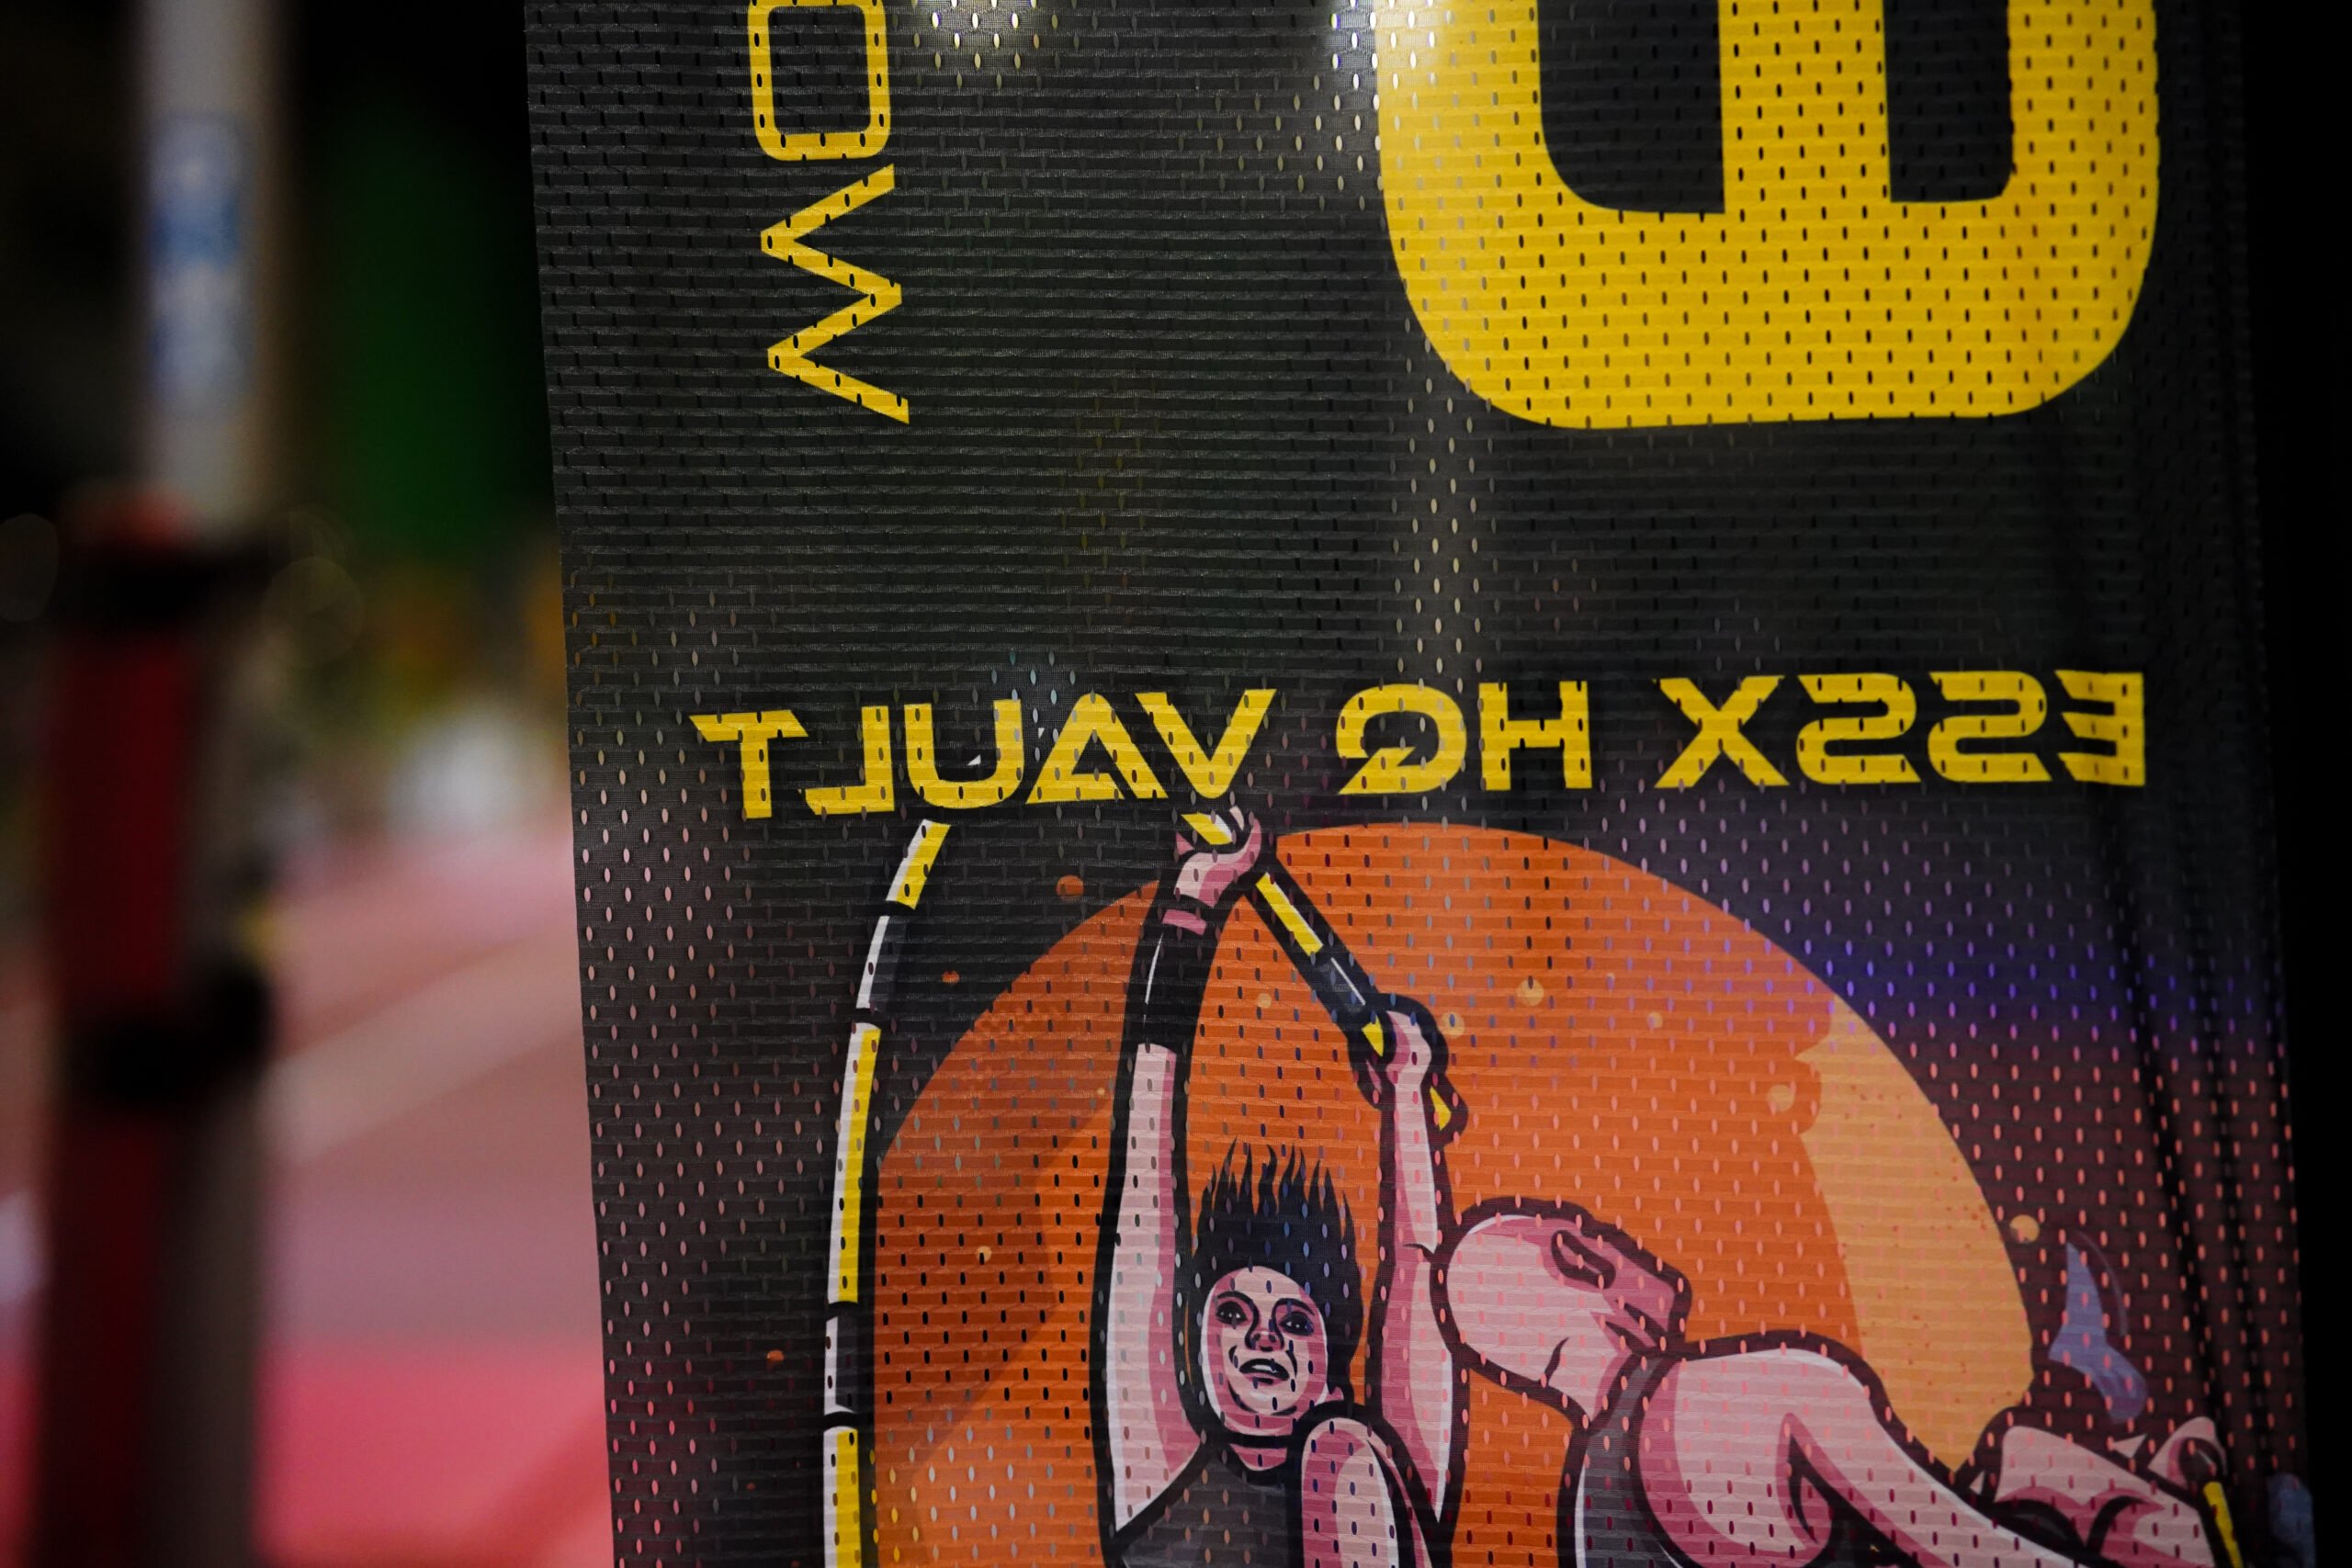 ESSX HQ VAULT